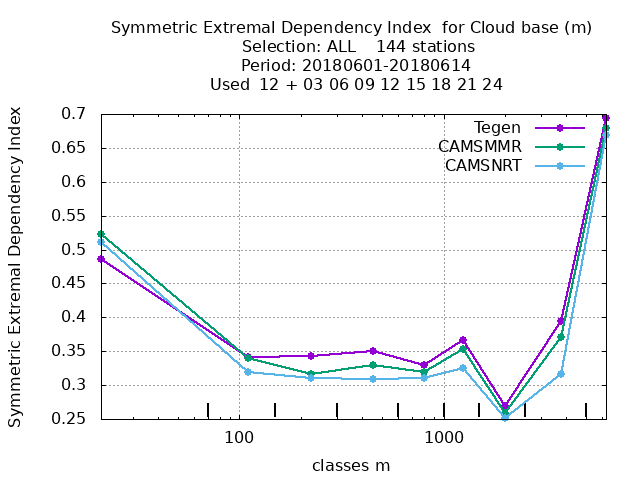 Symmetric Extremal Dependency Index  for Cloud base (m)
Selection: ALL    144 stations
Period: 20180601-20180614
Used  12 + 03 06 09 12 15 18 21 24
Symmetric Extremal Dependency Index
0.7
0.65
0.6
0.55
0.5
0.45
0.4
0.35
0.3
0.25
Tegen
CAMSMMR
CAMSNRT
100
1000
classes m